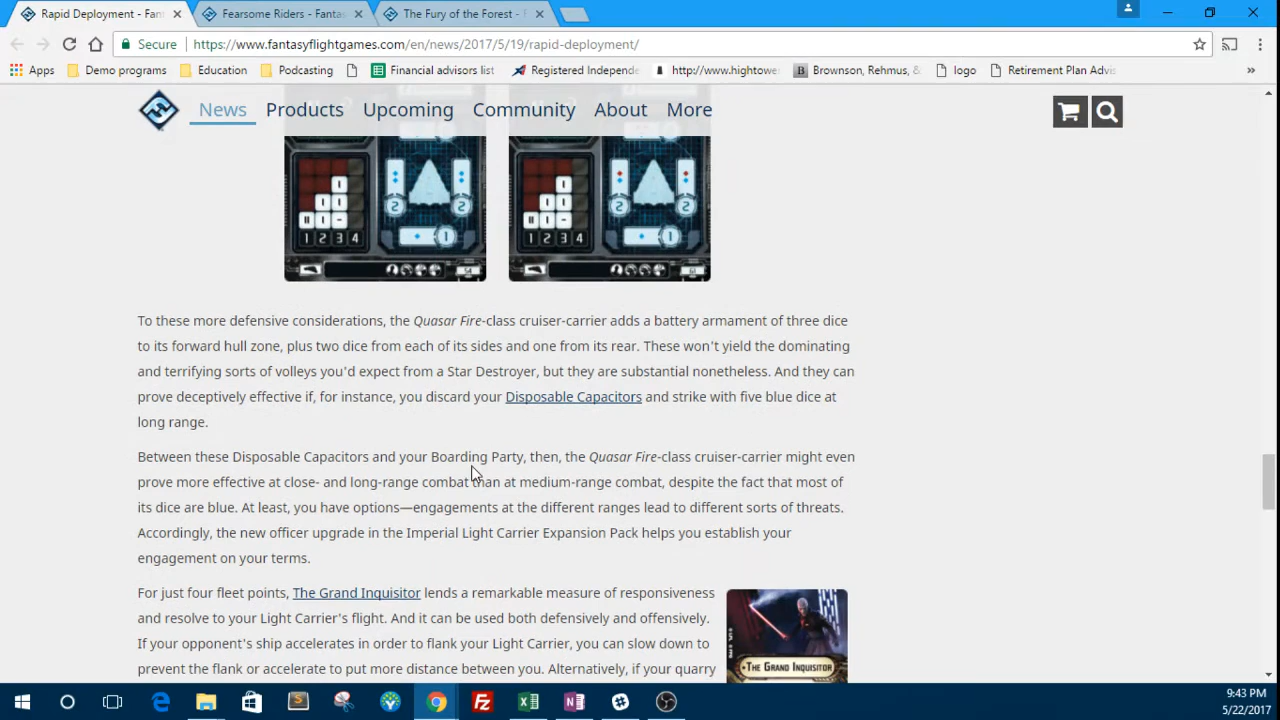 Rapid Deployment - Fan
Fearsome Riders - Fantas
The Fury of the Forest - F
Secure https://www.fantasyflightgames.com/en/news/2017/5/19/rapid-deployment/
Apps Demo programs Education Podcasting Financial advisors list Registered Independe http://www.hightowe Brownson, Rehmus, & logo Retirement Plan Advis »
News Products Upcoming Community About More
2 2 2 2
1 1
1 2 3 4 1 2 3 4
54 61
To these more defensive considerations, the Quasar Fire-class cruiser-carrier adds a battery armament of three dice
to its forward hull zone, plus two dice from each of its sides and one from its rear. These won't yield the dominating
and terrifying sorts of volleys you'd expect from a Star Destroyer, but they are substantial nonetheless. And they can
prove deceptively effective if, for instance, you discard your Disposable Capacitors and strike with five blue dice at
long range.
Between these Disposable Capacitors and your Boarding Party, then, the Quasar Fire-class cruiser-carrier might even
prove more effective at close- and long-range combat than at medium-range combat, despite the fact that most of
its dice are blue. At least, you have options—engagements at the different ranges lead to different sorts of threats.
Accordingly, the new officer upgrade in the Imperial Light Carrier Expansion Pack helps you establish your
engagement on your terms.
For just four fleet points, The Grand Inquisitor lends a remarkable measure of responsiveness
and resolve to your Light Carrier's flight. And it can be used both defensively and offensively.
If your opponent's ship accelerates in order to flank your Light Carrier, you can slow down to
prevent the flank or accelerate to put more distance between you. Alternatively, if your quarry
The Grand Inquisitor
9:43 PM
5/22/2017